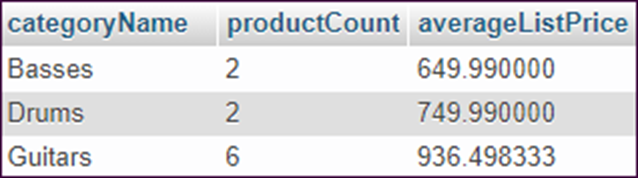 categoryName productCount averageListPrice
Basses 2 649.990000
Drums 2 749.990000
Guitars 6 936.498333